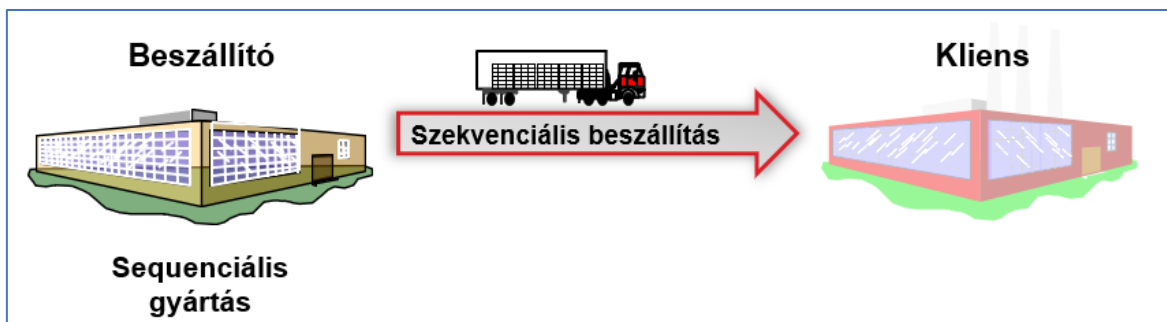 Beszállító
Kliens
Szekvenciális beszállítás
Sequenciális
gyártás